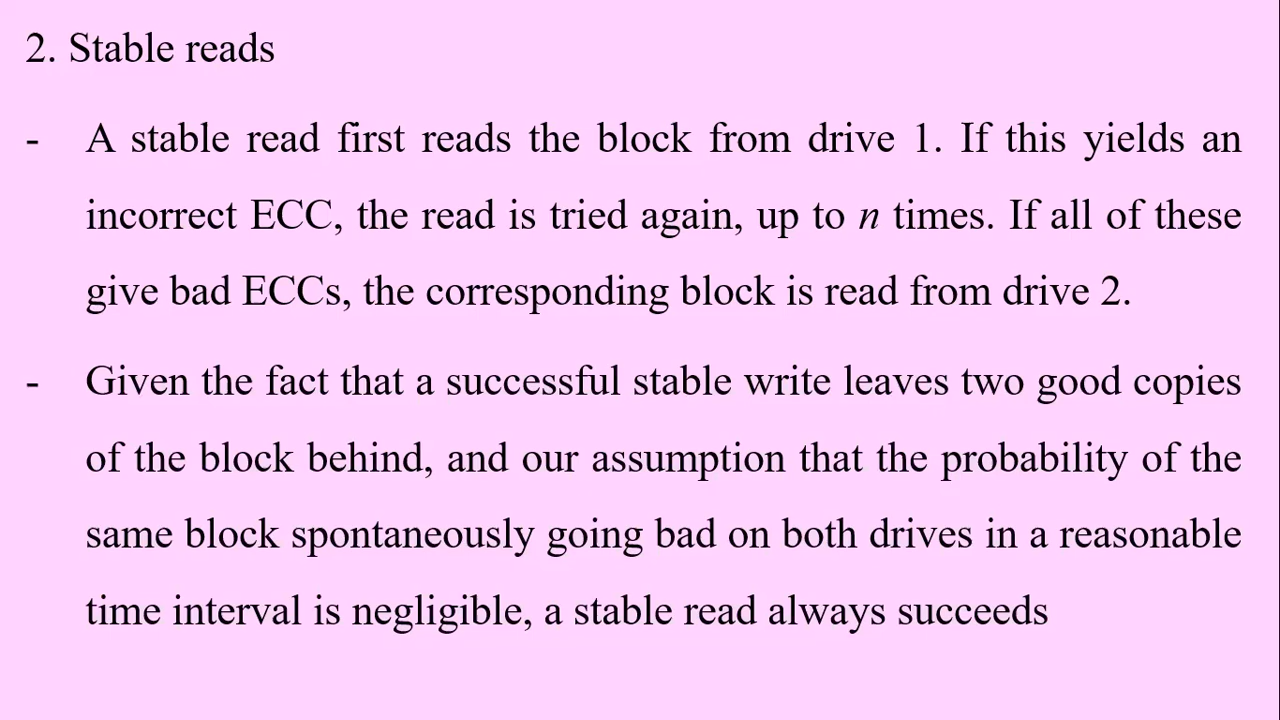 2. Stable reads
- A stable read first reads the block from drive 1. If this yields an
incorrect ECC, the read is tried again, up to n times. If all of these
give bad ECCs, the corresponding block is read from drive 2.
- Given the fact that a successful stable write leaves two good copies
of the block behind, and our assumption that the probability of the
same block spontaneously going bad on both drives in a reasonable
time interval is negligible, a stable read always succeeds